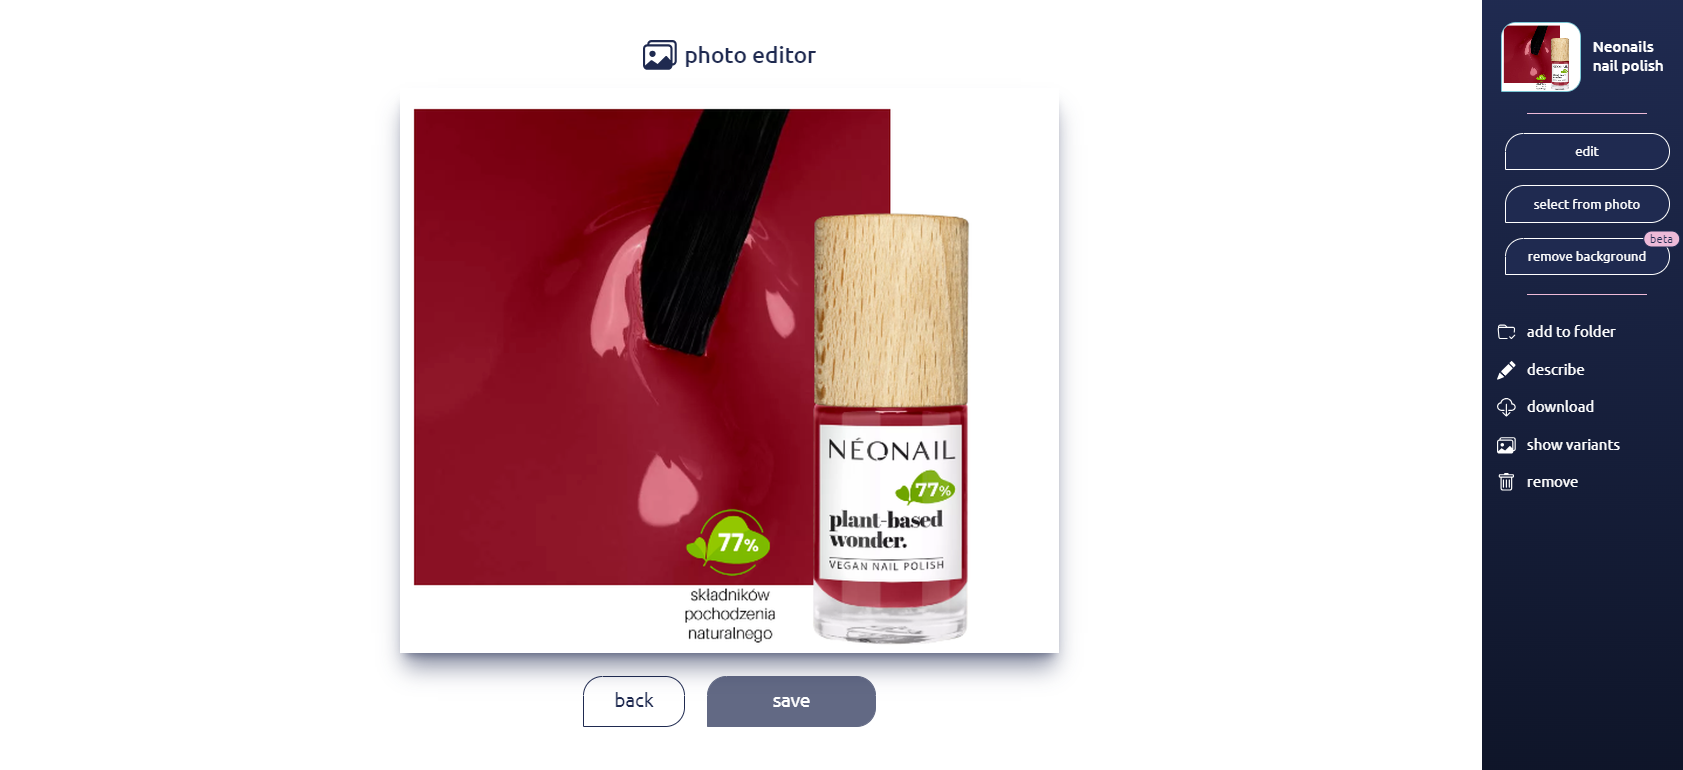 photo editor
NÉONAIL
77%
plant-based
wonder.
VEGAN NAIL POLISH
77%
składników
pochodzenia
naturalnego
back
save
Neonails
nail polish
edit
select from photo
beta
remove background
add to folder
describe
download
show variants
remove